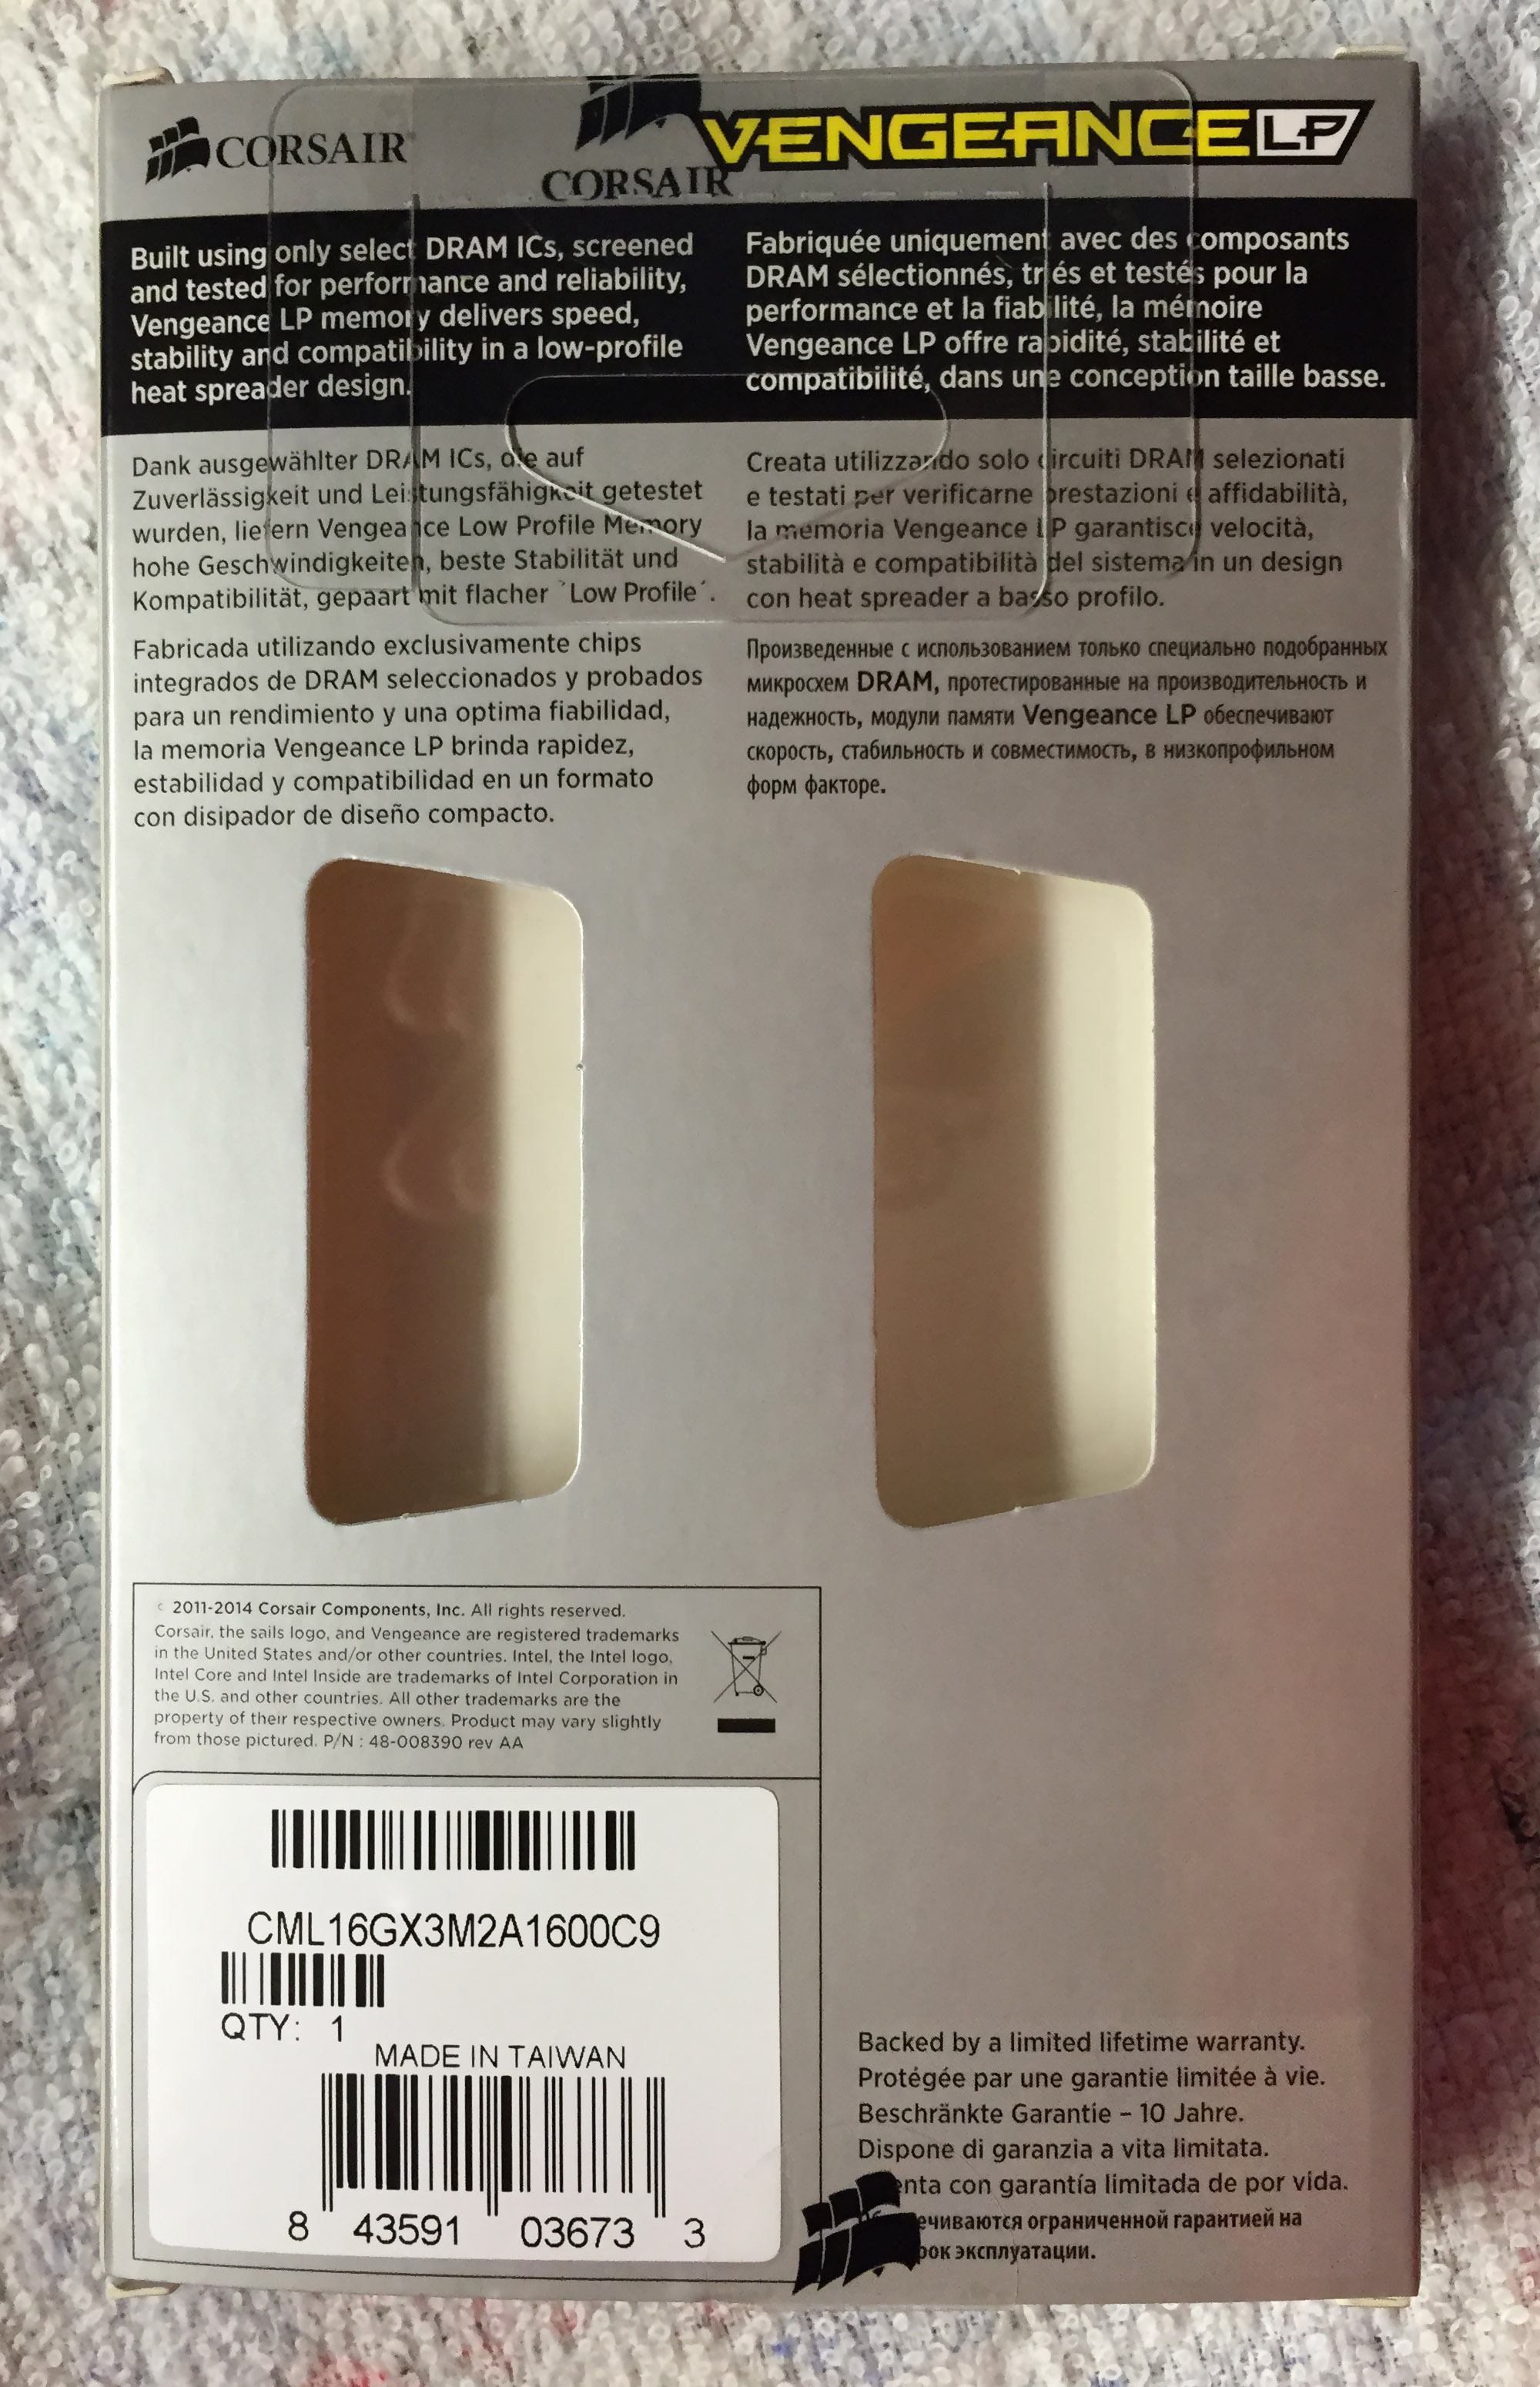 CORSAIR
CORSAIR
VENGEANCE LP
Built using only select DRAM ICs, screened
and tested for performance and reliability,
Vengeance LP memory delivers speed,
stability and compatibility in a low-profile
heat spreader design.
Fabriquée uniquement avec des composants
DRAM sélectionnés, triés et testés pour la
performance et la fiabilité, la mémoire
Vengeance LP offre rapidité, stabilité et
compatibilité, dans une conception taille basse.
Dank ausgewählter DRAM ICs, die auf
Zuverlässigkeit und Leistungsfähigkeit getestet
wurden, liefern Vengeance Low Profile Memory
hohe Geschwindigkeiten, beste Stabilität und
Kompatibilität, gepaart mit flacher ´Low Profile´.
Creata utilizzando solo circuiti DRAM selezionati
e testati per verificarne prestazioni e affidabilità,
la memoria Vengeance LP garantisce velocità,
stabilità e compatibilità del sistema in un design
con heat spreader a basso profilo.
Fabricada utilizando exclusivamente chips
integrados de DRAM seleccionados y probados
para un rendimiento y una optima fiabilidad,
la memoria Vengeance LP brinda rapidez,
estabilidad y compatibilidad en un formato
con disipador de diseño compacto.
Произведенные с использованием только специально подобранных
микросхем DRAM, протестированные на производительность и
надежность, модули памяти Vengeance LP обеспечивают
скорость, стабильность и совместимость, в низкопрофильном
форм факторе.
© 2011-2014 Corsair Components, Inc. All rights reserved.
Corsair, the sails logo, and Vengeance are registered trademarks
in the United States and/or other countries. Intel, the Intel logo,
Intel Core and Intel Inside are trademarks of Intel Corporation in
the U.S. and other countries. All other trademarks are the
property of their respective owners. Product may vary slightly
from those pictured. P/N : 48-008390 rev AA
CML16GX3M2A1600C9
QTY: 1
MADE IN TAIWAN
8 43591 03673 3
Backed by a limited lifetime warranty.
Protégée par une garantie limitée à vie.
Beschränkte Garantie – 10 Jahre.
Dispone di garanzia a vita limitata.
con garantía limitada de por vida.
ограниченной гарантией на
эксплуатации.